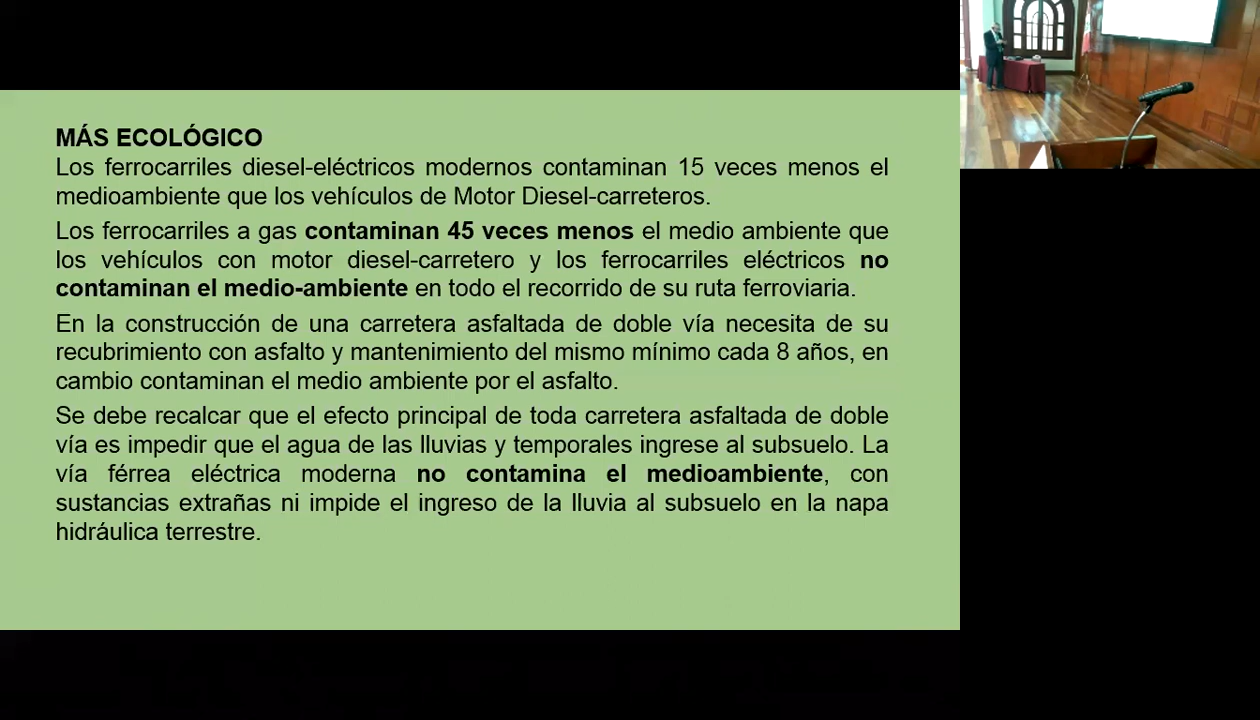 MÁS ECOLÓGICO
Los ferrocarriles diesel-eléctricos modernos contaminan 15 veces menos el
medioambiente que los vehículos de Motor Diesel-carreteros.
Los ferrocarriles a gas contaminan 45 veces menos el medio ambiente que
los vehículos con motor diesel-carretero y los ferrocarriles eléctricos no
contaminan el medio-ambiente en todo el recorrido de su ruta ferroviaria.
En la construcción de una carretera asfaltada de doble vía necesita de su
recubrimiento con asfalto y mantenimiento del mismo mínimo cada 8 años, en
cambio contaminan el medio ambiente por el asfalto.
Se debe recalcar que el efecto principal de toda carretera asfaltada de doble
vía es impedir que el agua de las lluvias y temporales ingrese al subsuelo. La
vía férrea eléctrica moderna no contamina el medioambiente, con
sustancias extrañas ni impide el ingreso de la lluvia al subsuelo en la napa
hidráulica terrestre.